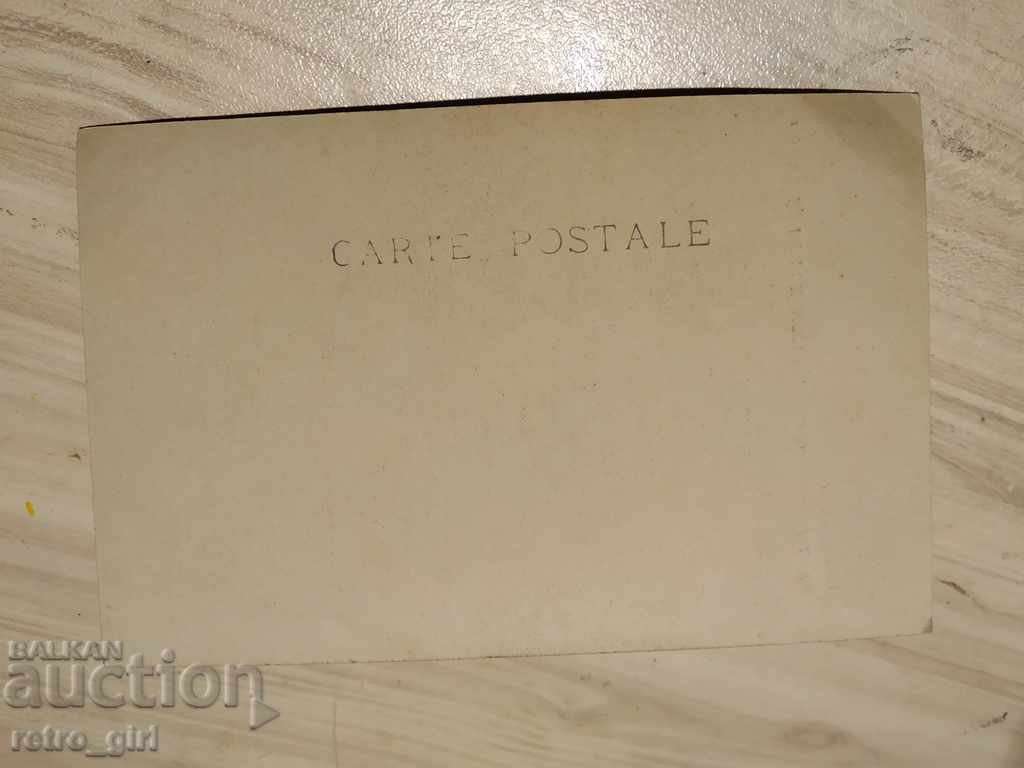 CARTE POSTALE
BALKAN
auction
retro_girl